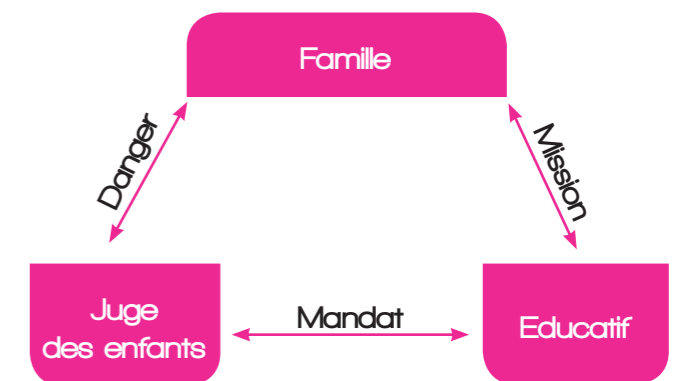 Famille
Danger
Mission
Juge
des enfants
Mandat
Educatif